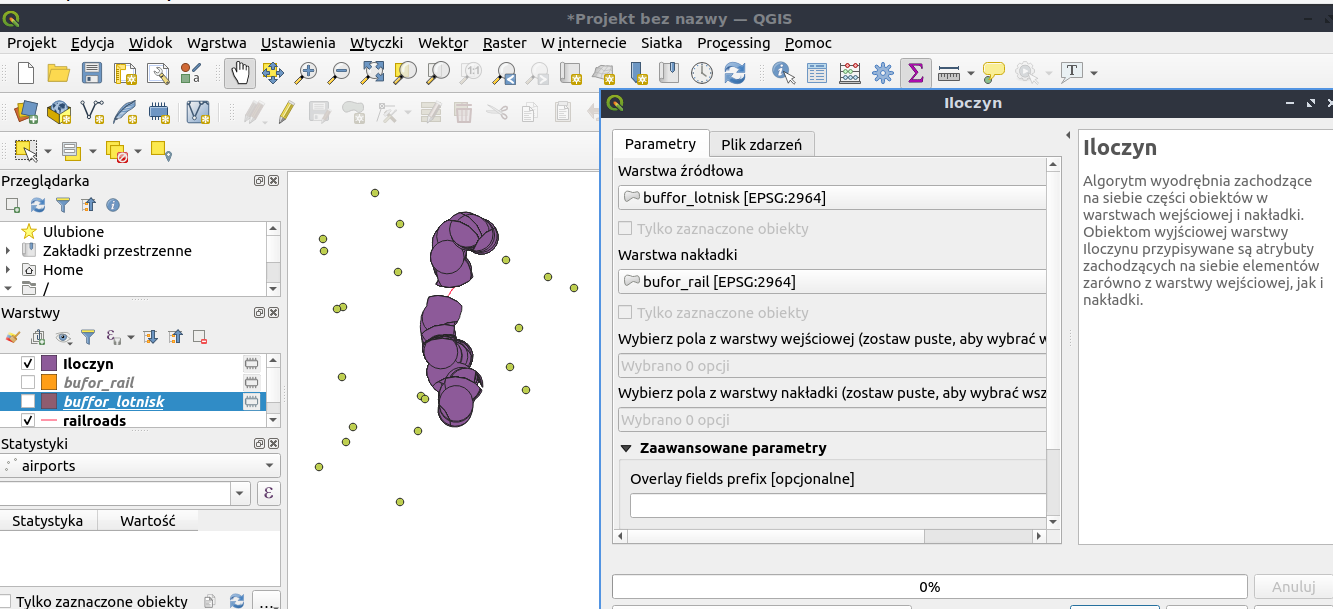 *Projekt bez nazwy — QGIS
Projekt Edycja Widok Warstwa Ustawienia Wtyczki Wektor Raster W internecie Siatka Processing Pomoc
Przeglądarka
Ulubione
Zakładki przestrzenne
Home
/
Warstwy
Iloczyn
bufor_rail
buffor_lotnisk
railroads
Statystyki
airports
ε
Statystyka Wartość
Tylko zaznaczone obiekty
...
Iloczyn
Parametry Plik zdarzeń
Warstwa źródłowa
buffor_lotnisk [EPSG:2964]
Tylko zaznaczone obiekty
Warstwa nakładki
bufor_rail [EPSG:2964]
Tylko zaznaczone obiekty
Wybierz pola z warstwy wejściowej (zostaw puste, aby wybrać w
Wybrano 0 opcji
Wybierz pola z warstwy nakładki (zostaw puste, aby wybrać wsz
Wybrano 0 opcji
Zaawansowane parametry
Overlay fields prefix [opcjonalne]
Iloczyn
Algorytm wyodrębnia zachodzące
na siebie części obiektów w
warstwach wejściowej i nakładki.
Obiektom wyjściowej warstwy
Iloczynu przypisywane są atrybuty
zachodzących na siebie elementów
zarówno z warstwy wejściowej, jak i
nakładki.
0%
Anuluj